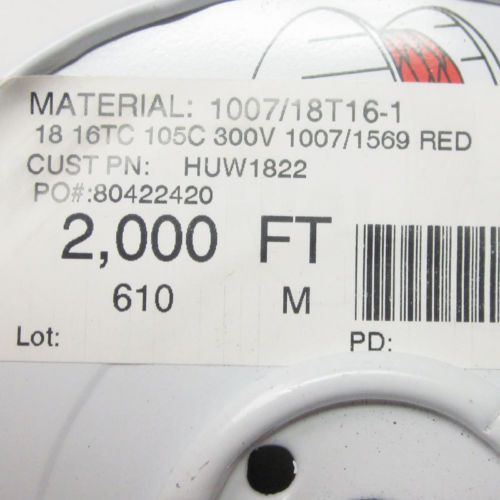 MATERIAL: 1007/18T16-1
18 16TC 105C 300V 1007/1569 RED
CUST PN: HUW1822
PO#:80422420
2,000 FT
610 M
Lot: PD: